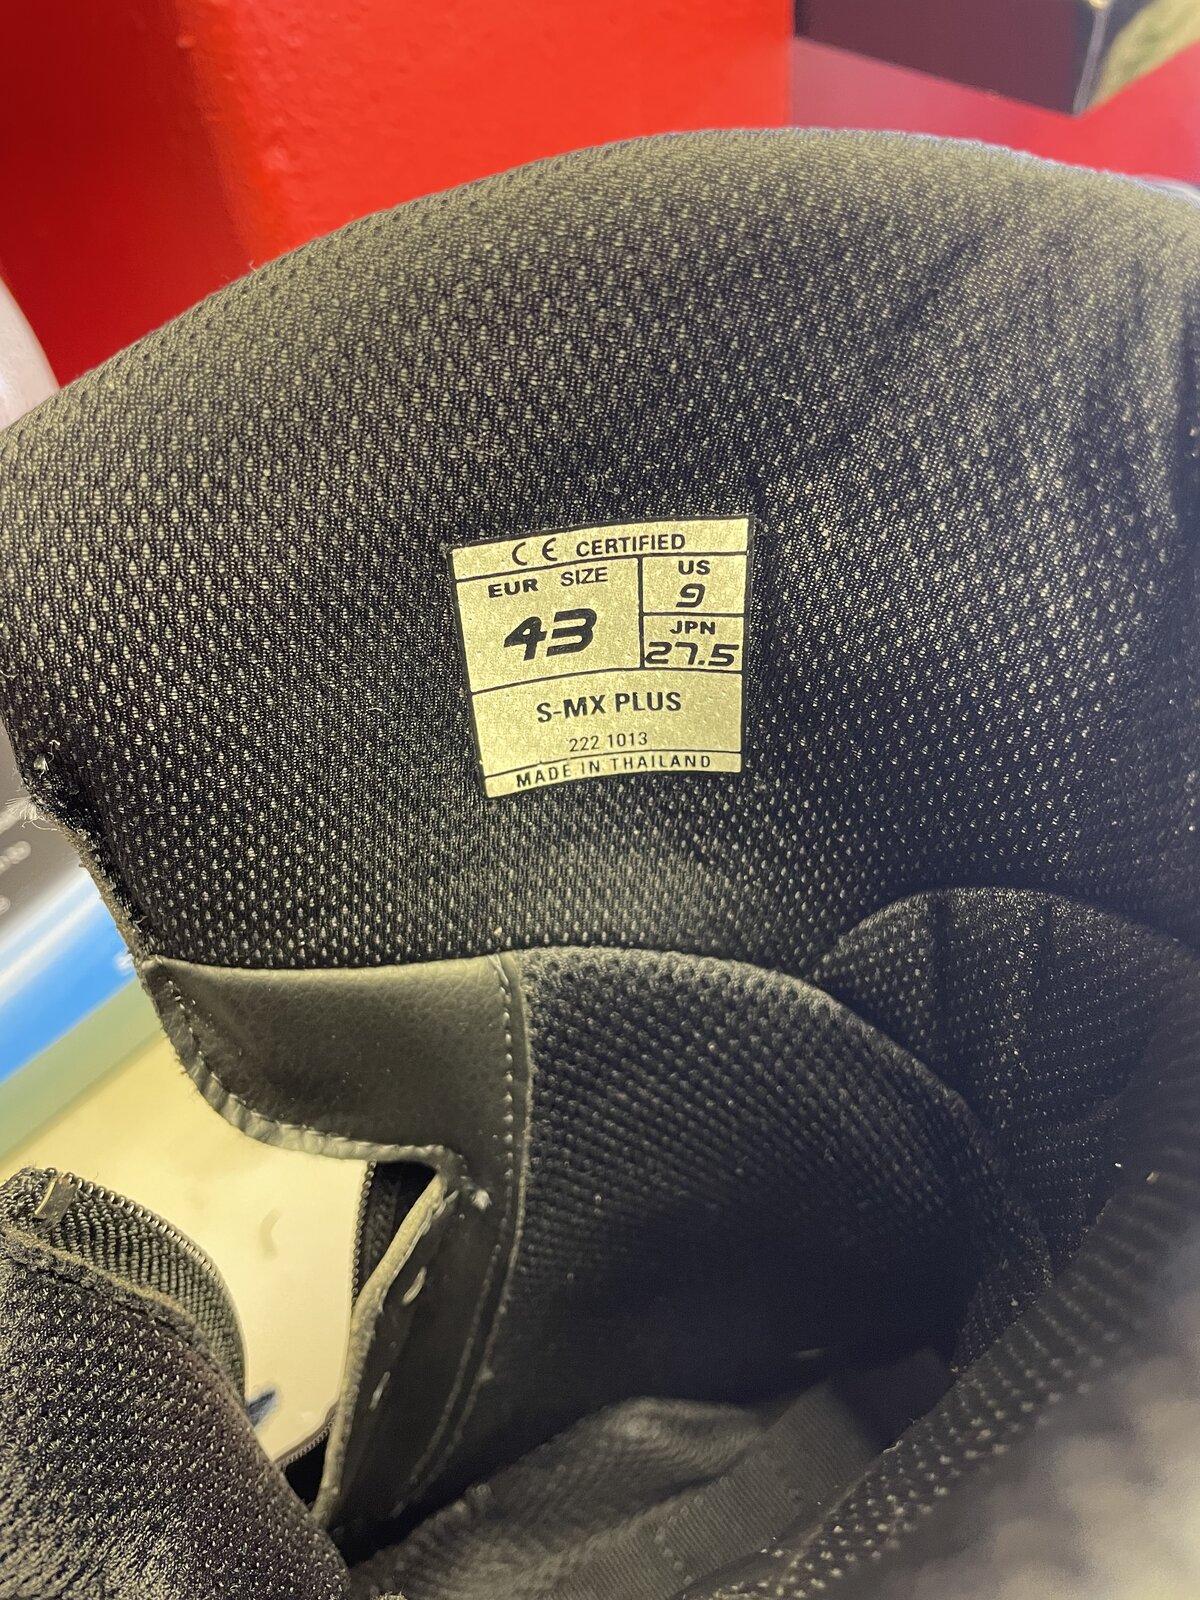 CE CERTIFIED
EUR SIZE
43
US
9
JPN
27.5
S-MX PLUS
222 1013
MADE IN THAILAND